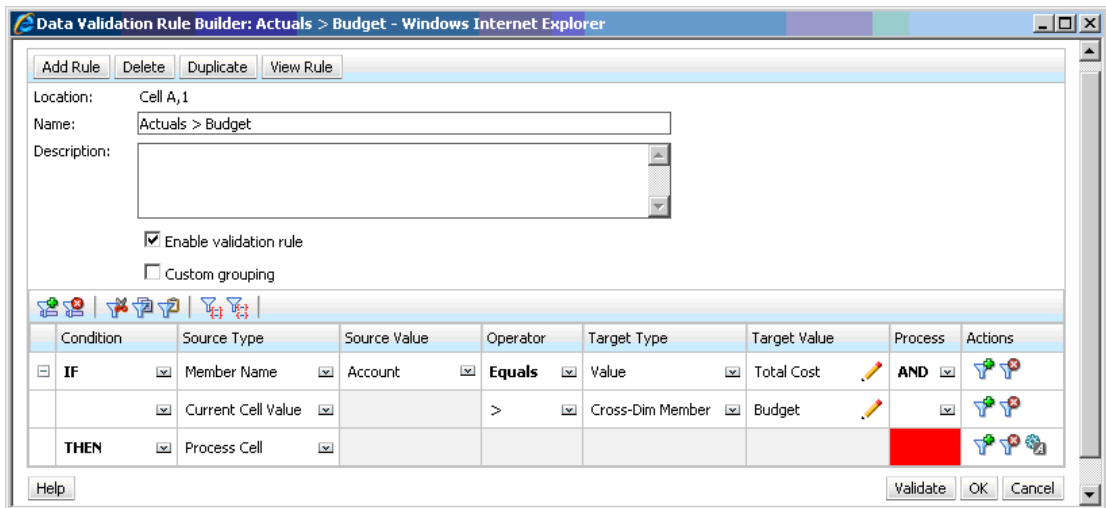 Data Validation Rule Builder: Actuals > Budget - Windows Internet Explorer
Add Rule Delete Duplicate View Rule
Location: Cell A,1
Name: Actuals > Budget
Description:
Enable validation rule
Custom grouping
Condition Source Type Source Value Operator Target Type Target Value Process Actions
IF Member Name Account Equals Value Total Cost AND
Current Cell Value > Cross-Dim Member Budget
THEN Process Cell
Help Validate OK Cancel